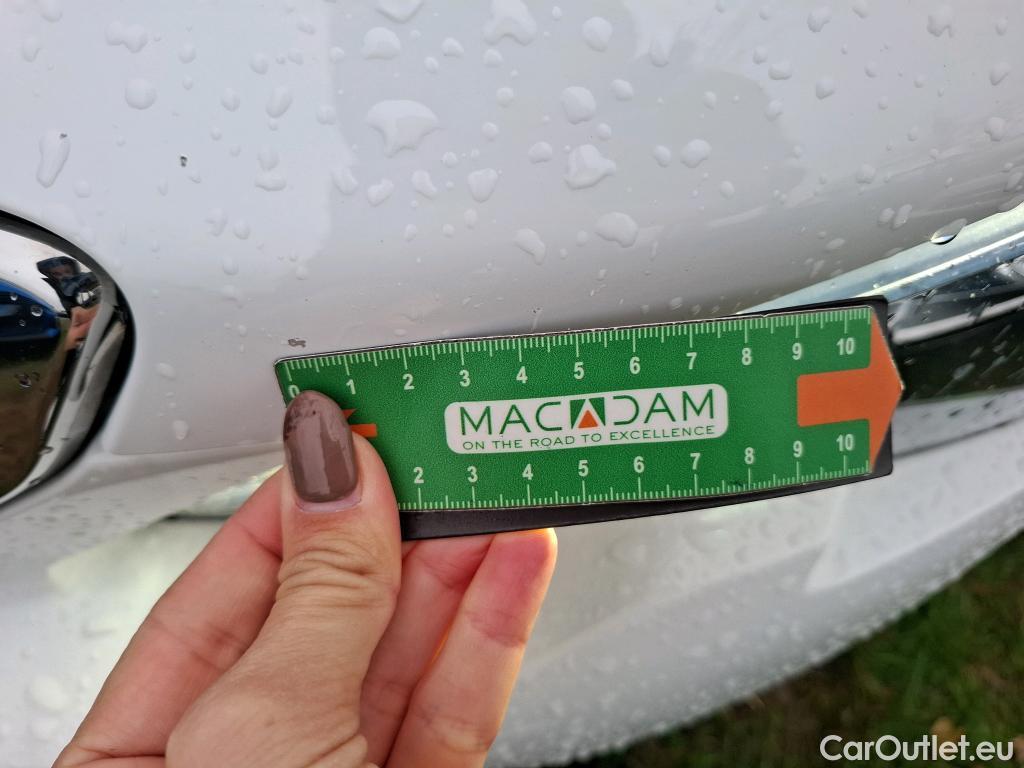 0 1 2 3 4 5 6 7 8 9 10
MACADAM
ON THE ROAD TO EXCELLENCE
2 3 4 5 6 7 8 9 10
CarOutlet.eu